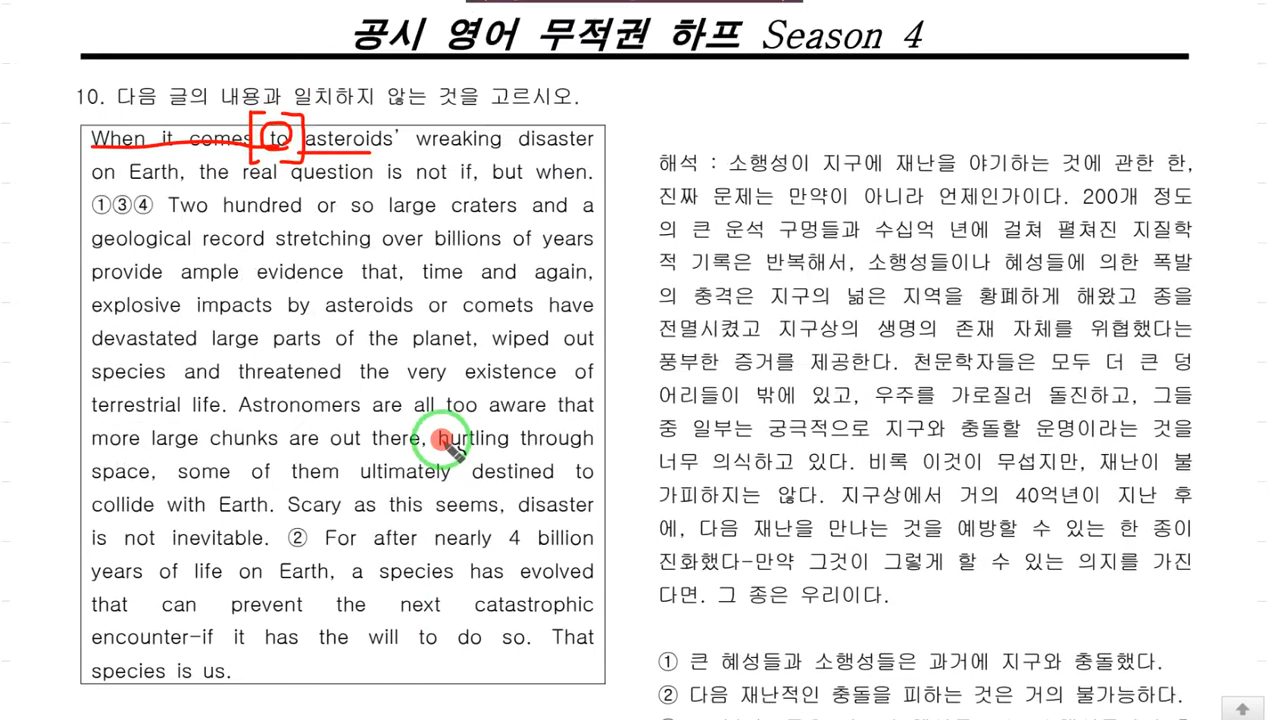 공시 영어 무적권 하프 Season 4
10. 다음 글의 내용과 일치하지 않는 것을 고르시오.
When it comes to asteroids' wreaking disaster
on Earth, the real question is not if, but when.
①③④ Two hundred or so large craters and a
geological record stretching over billions of years
provide ample evidence that, time and again,
explosive impacts by asteroids or comets have
devastated large parts of the planet, wiped out
species and threatened the very existence of
terrestrial life. Astronomers are all too aware that
more large chunks are out there, hurtling through
space, some of them ultimately destined to
collide with Earth. Scary as this seems, disaster
is not inevitable. ② For after nearly 4 billion
years of life on Earth, a species has evolved
that can prevent the next catastrophic
encounter-if it has the will to do so. That
species is us.
해석 : 소행성이 지구에 재난을 야기하는 것에 관한 한,
진짜 문제는 만약이 아니라 언제인가이다. 200개 정도
의 큰 운석 구멍들과 수십억 년에 걸쳐 펼쳐진 지질학
적 기록은 반복해서, 소행성들이나 혜성들에 의한 폭발
의 충격은 지구의 넒은 지역을 황폐하게 해왔고 종을
전멸시켰고 지구상의 생명의 존재 자체를 위협했다는
풍부한 증거를 제공한다. 천문학자들은 모두 더 큰 덩
어리들이 밖에 있고, 우주를 가로질러 돌진하고, 그들
중 일부는 궁극적으로 지구와 충돌할 운명이라는 것을
너무 의식하고 있다. 비록 이것이 무섭지만, 재난이 불
가피하지는 않다. 지구상에서 거의 40억년이 지난 후
에, 다음 재난을 만나는 것을 예방할 수 있는 한 종이
진화했다-만약 그것이 그렇게 할 수 있는 의지를 가진
다면. 그 종은 우리이다.
① 큰 혜성들과 소행성들은 과거에 지구와 충돌했다.
② 다음 재난적인 충돌을 피하는 것은 거의 불가능하다.